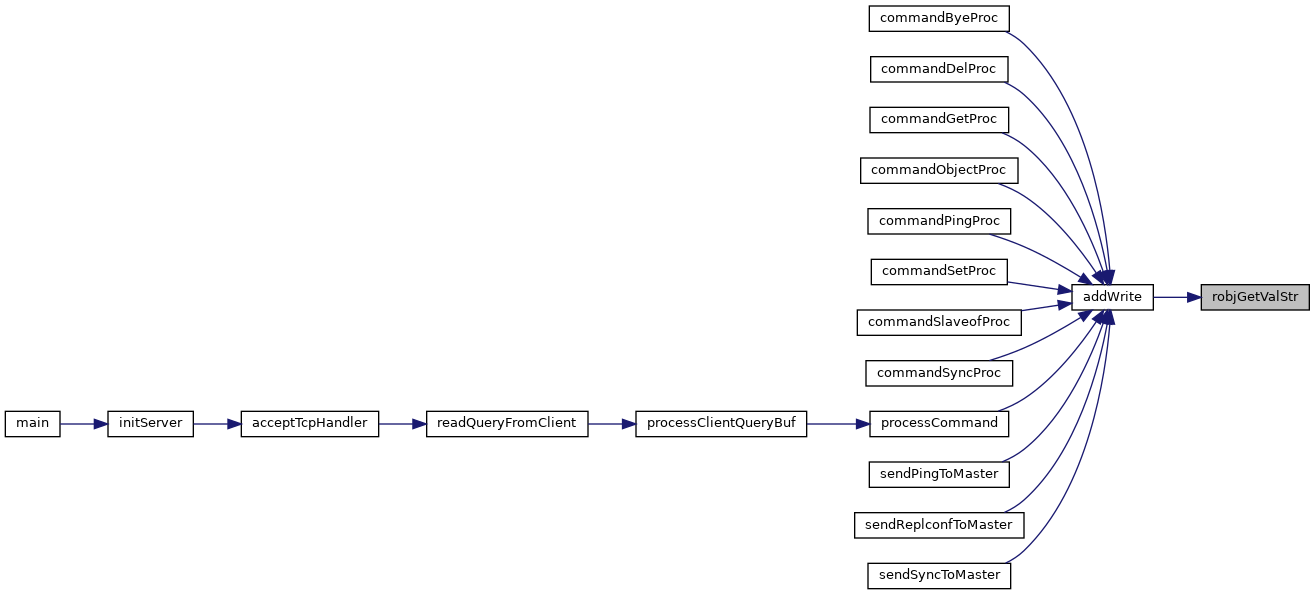 commandByeProc
commandDelProc
commandGetProc
commandObjectProc
commandPingProc
commandSetProc
addWrite
robjGetValStr
commandSlaveofProc
commandSyncProc
main
initServer
acceptTcpHandler
readQueryFromClient
processClientQueryBuf
processCommand
sendPingToMaster
sendReplconfToMaster
sendSyncToMaster